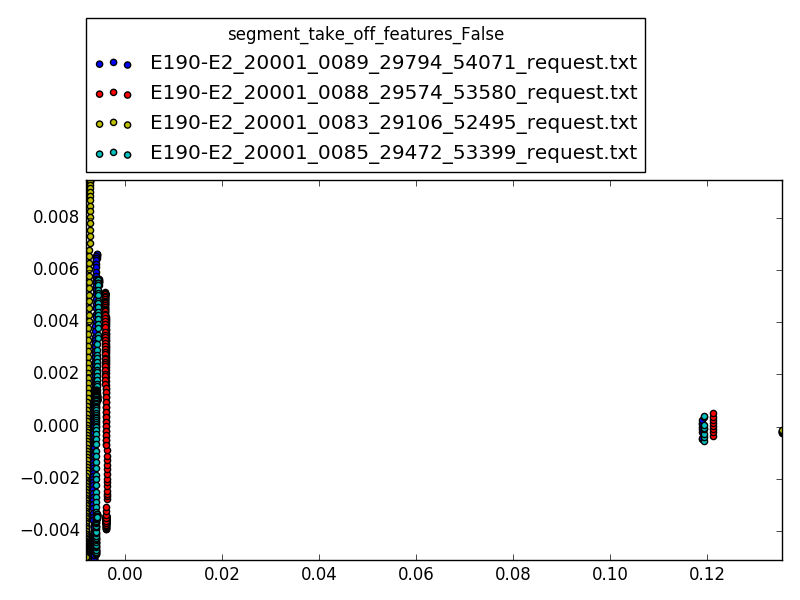 segment_take_off_features_False
E190-E2_20001_0089_29794_54071_request.txt
E190-E2_20001_0088_29574_53580_request.txt
E190-E2_20001_0083_29106_52495_request.txt
E190-E2_20001_0085_29472_53399_request.txt
0.008
0.006
0.004
0.002
0.000
−0.002
−0.004
0.00 0.02 0.04 0.06 0.08 0.10 0.12